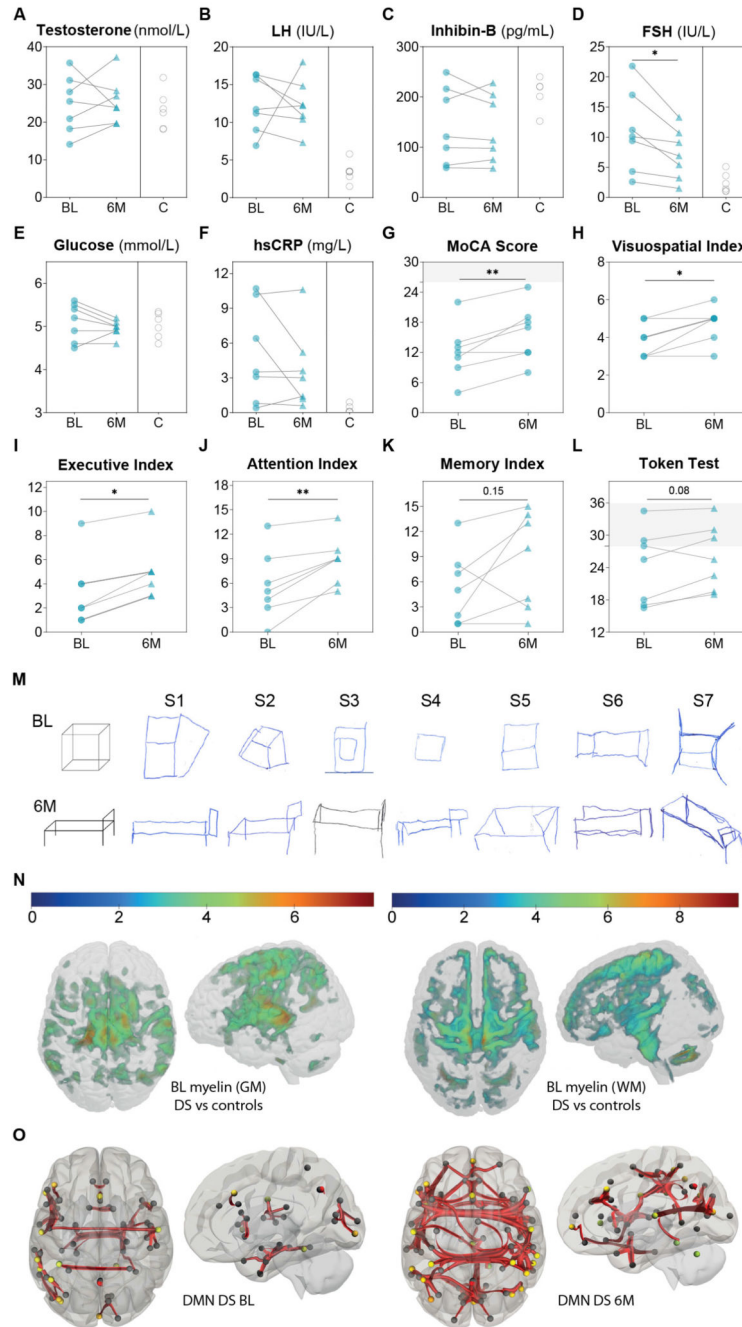 A Testosterone (nmol/L) B LH (IU/L) C Inhibin-B (pg/mL) D FSH (IU/L)
40 20 300 25
30 15 200 20
20 10 100 15
10 5 0 10
0 0 5
0
*
BL 6M C BL 6M C BL 6M C BL 6M C
E Glucose (mmol/L) F hsCRP (mg/L) G MoCA Score H Visuospatial Index
6 9 30 8
5 6 25 6
4 3 20 4
3 0 15 2
10 0
5
0
** *
BL 6M C BL 6M C BL 6M BL 6M
I Executive Index J Attention Index K Memory Index L Token Test
12 18 15 36
10 15 12 30
8 12 9 24
6 9 6 18
4 6 3 12
2 3 0
0 0
* ** 0.15 0.08
BL 6M BL 6M BL 6M BL 6M
M
S1 S2 S3 S4 S5 S6 S7
BL
6M
N
0 2 4 6 0 2 4 6 8
BL myelin (GM) BL myelin (WM)
DS vs controls DS vs controls
O
DMN DS BL DMN DS 6M